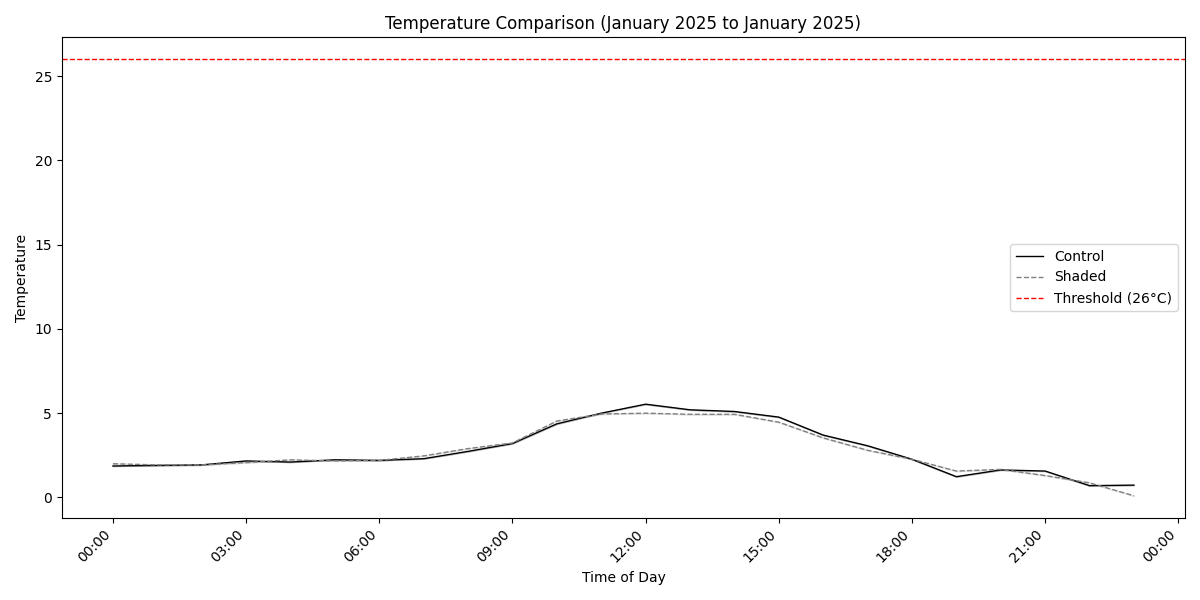 Temperature Comparison (January 2025 to January 2025)
Temperature
25
20
15
10
5
0
Control
Shaded
Threshold (26°C)
00:00
03:00
06:00
09:00
12:00
15:00
18:00
21:00
00:00
Time of Day